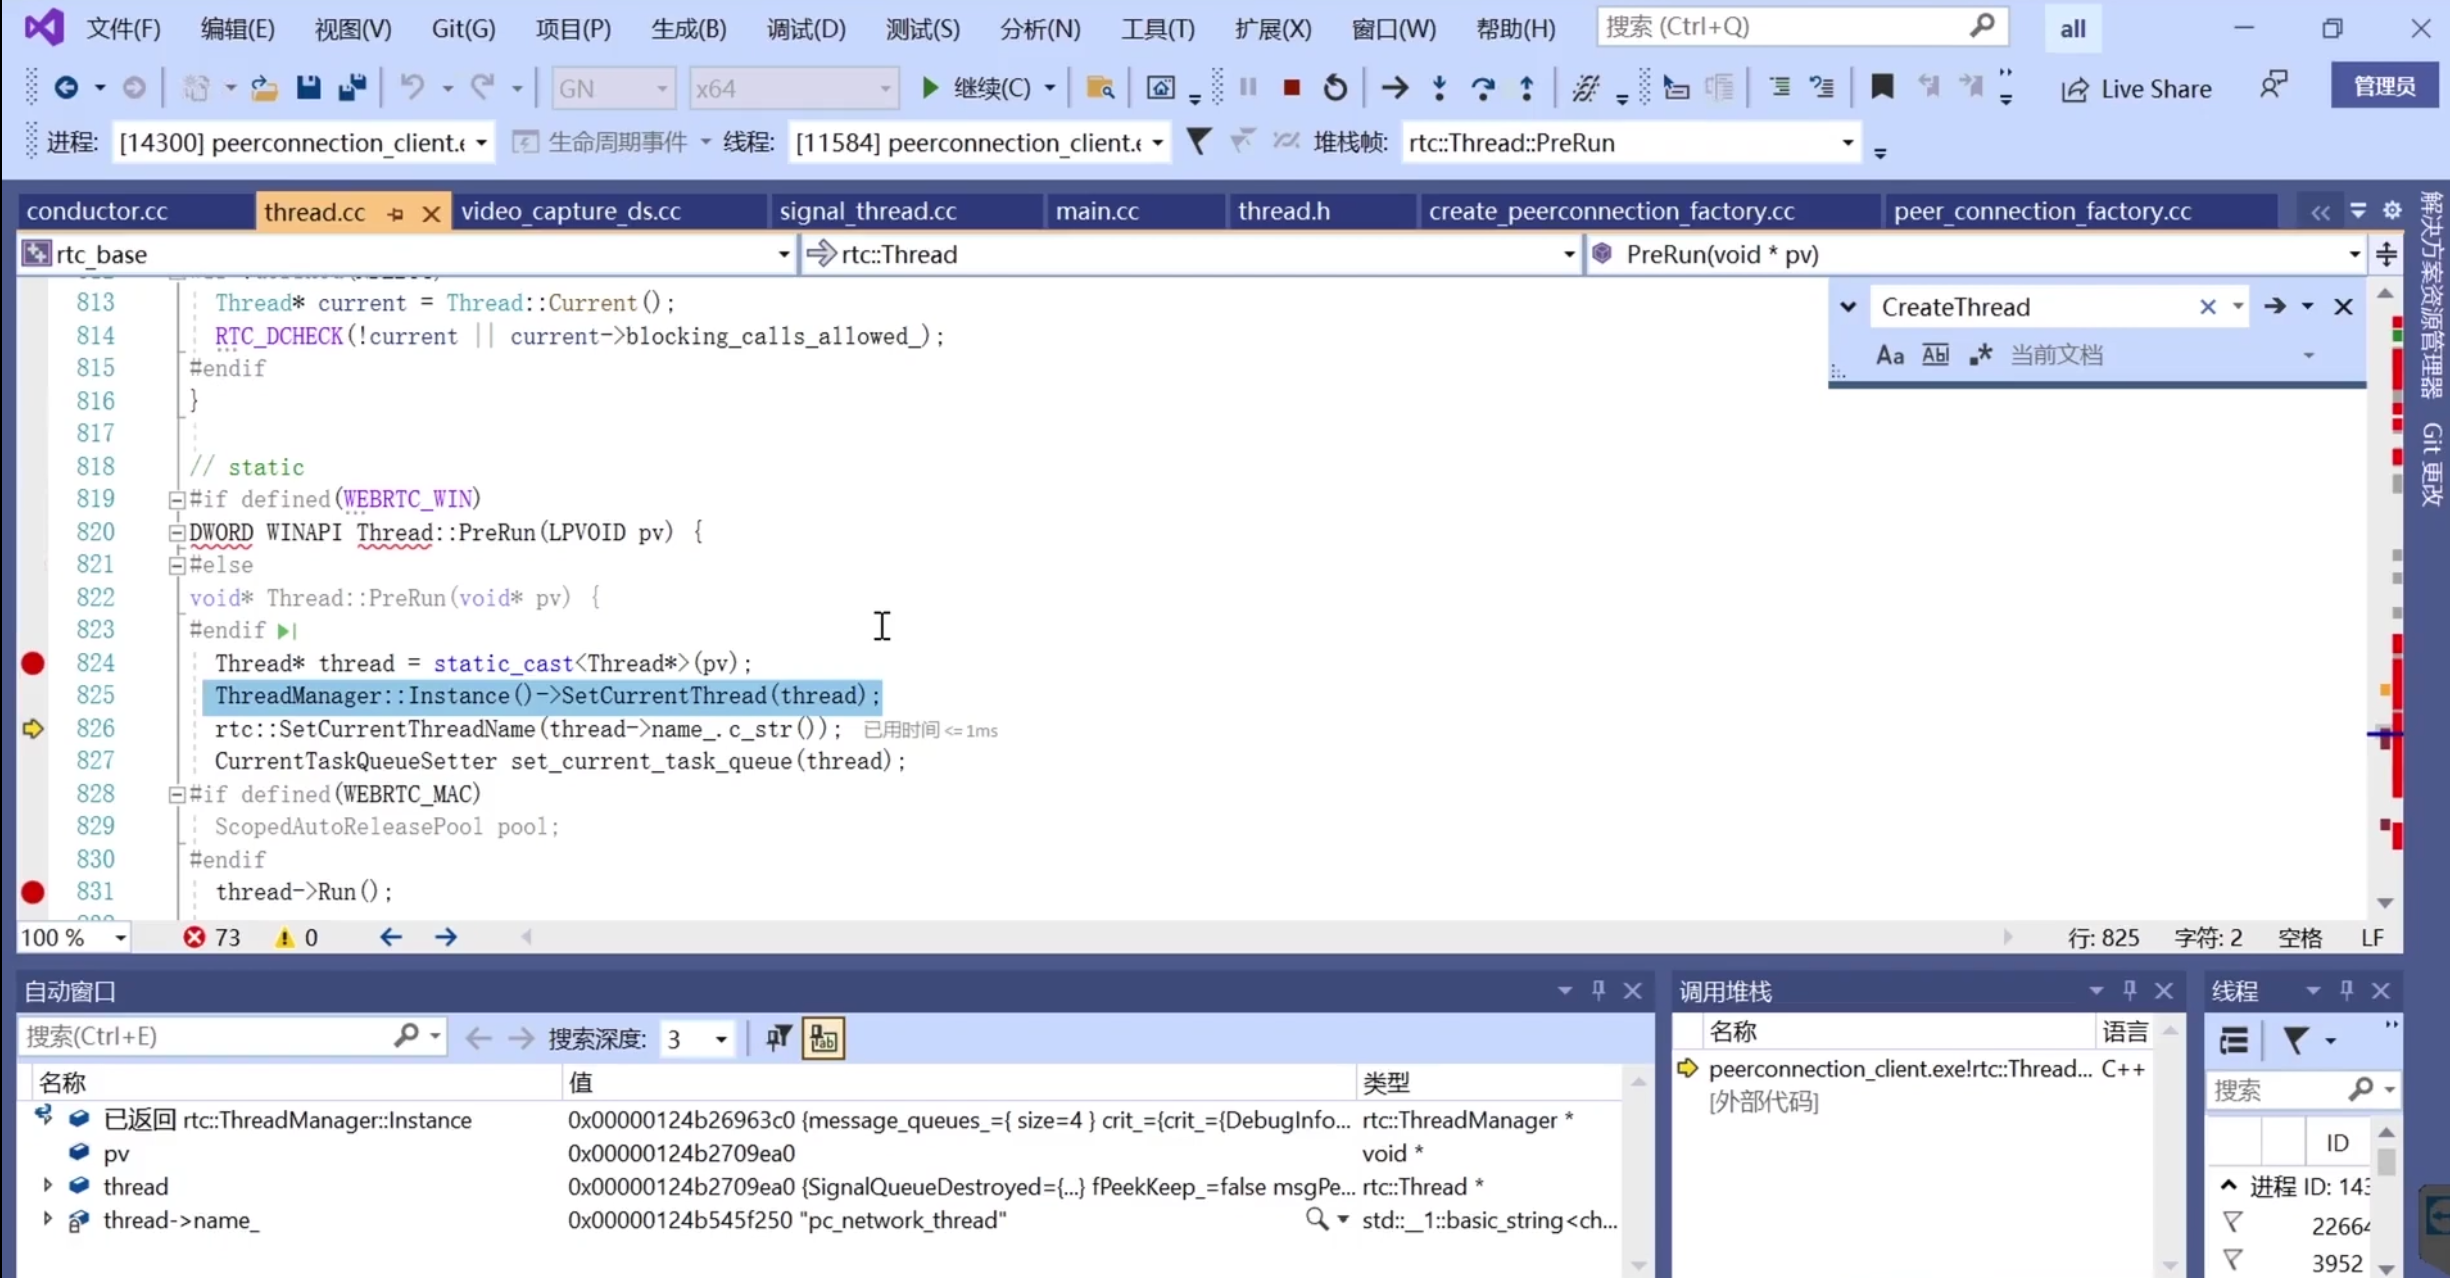 文件(F) 编辑(E) 视图(V) Git(G) 项目(P) 生成(B) 调试(D) 测试(S) 分析(N) 工具(T) 扩展(X) 窗口(W) 帮助(H) 搜索 (Ctrl+Q) all
GN x64 继续(C) Live Share 管理员
进程: [14300] peerconnection_client.e 生命周期事件 线程: [11584] peerconnection_client.e 堆栈帧: rtc::Thread::PreRun
conductor.cc thread.cc video_capture_ds.cc signal_thread.cc main.cc thread.h create_peerconnection_factory.cc peer_connection_factory.cc
rtc_base rtc::Thread PreRun(void * pv)
CreateThread
Aa Abl .* 当前文档
解决方案资源管理器
Git 更改
813 Thread* current = Thread::Current();
814 RTC_DCHECK(!current || current->blocking_calls_allowed_);
815 #endif
816 }
817
818 // static
819 #if defined(WEBRTC_WIN)
820 DWORD WINAPI Thread::PreRun(LPVOID pv) {
821 #else
822 void* Thread::PreRun(void* pv) {
823 #endif
824 Thread* thread = static_cast<Thread*>(pv);
825 ThreadManager::Instance()->SetCurrentThread(thread);
826 rtc::SetCurrentThreadName(thread->name_.c_str()); 已用时间 <= 1ms
827 CurrentTaskQueueSetter set_current_task_queue(thread);
828 #if defined(WEBRTC_MAC)
829 ScopedAutoReleasePool pool;
830 #endif
831 thread->Run();
100 % 73 0 行: 825 字符: 2 空格 LF
自动窗口
搜索(Ctrl+E) 搜索深度: 3
名称 值 类型
已返回 rtc::ThreadManager::Instance 0x00000124b26963c0 {message_queues_={ size=4 } crit_={crit_={DebugInfo... rtc::ThreadManager *
pv 0x00000124b2709ea0 void *
thread 0x00000124b2709ea0 {SignalQueueDestroyed={...} fPeekKeep_=false msgPe... rtc::Thread *
thread->name_ 0x00000124b545f250 "pc_network_thread" std::__1::basic_string<ch...
调用堆栈
名称 语言
peerconnection_client.exe!rtc::Thread... C++
[外部代码]
线程
搜索
ID
进程 ID: 143
22664
3952